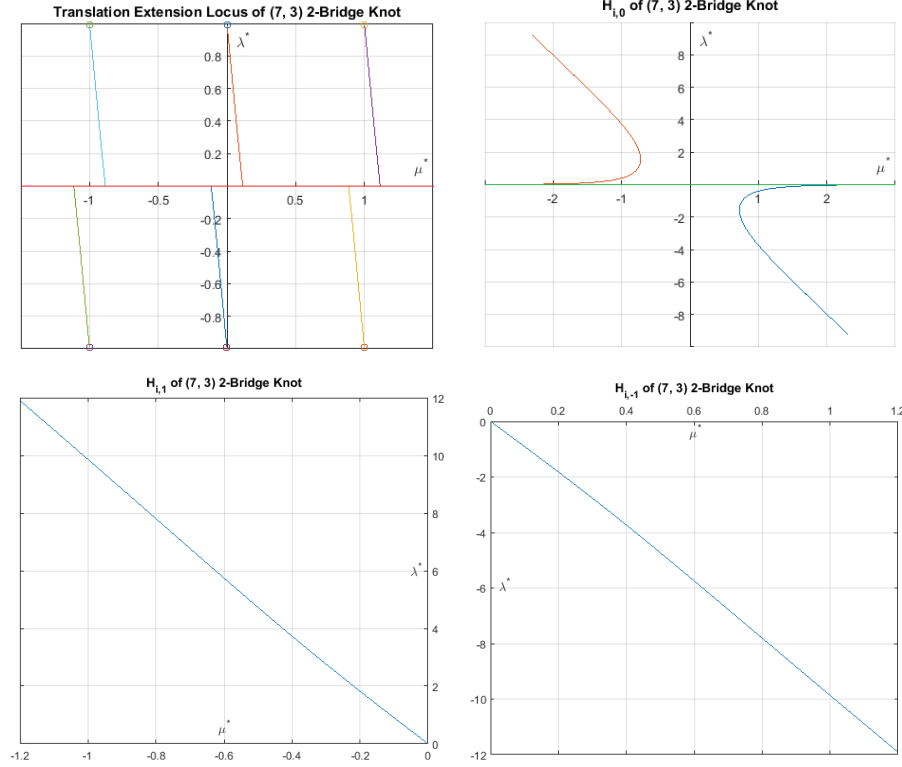 Translation Extension Locus of (7, 3) 2-Bridge Knot
λ*
0.8
0.6
0.4
0.2
μ*
-1 -0.5 0.5 1
-0.2
-0.4
-0.6
-0.8
H_{i,0} of (7, 3) 2-Bridge Knot
λ*
8
6
4
2
μ*
-2 -1 1 2
-2
-4
-6
-8
H_{i,1} of (7, 3) 2-Bridge Knot
12
10
8
λ* 6
4
2
μ*
0
-1.2 -1 -0.8 -0.6 -0.4 -0.2 0
H_{i,-1} of (7, 3) 2-Bridge Knot
0 0.2 0.4 0.6 0.8 1 1.2
0
μ*
-2
-4
-6 λ*
-8
-10
-12